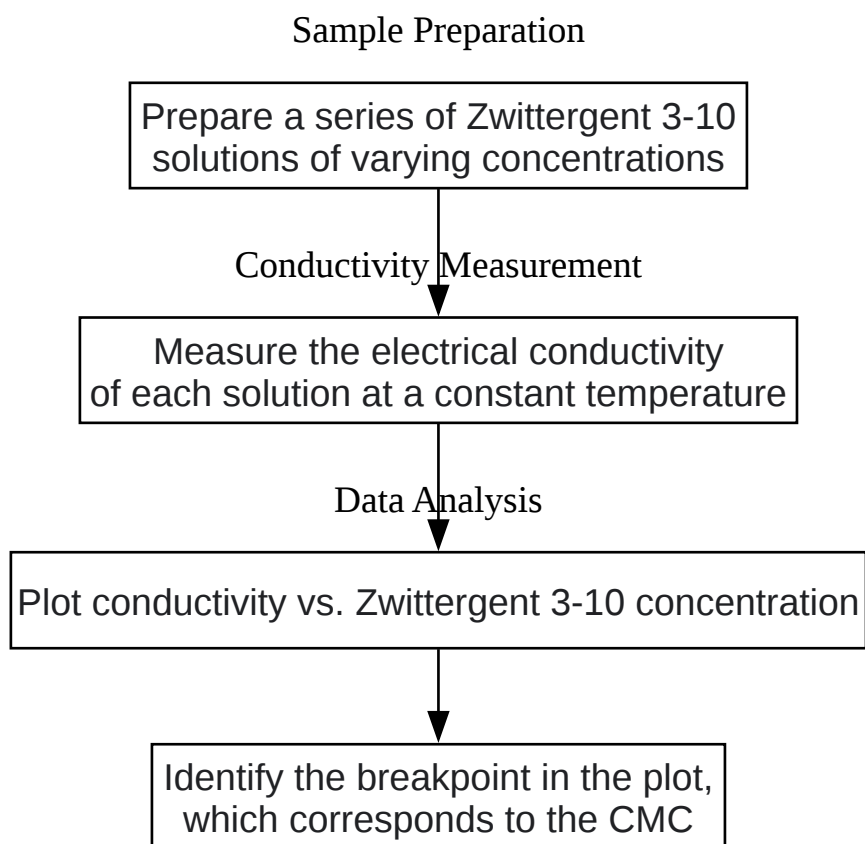 Sample Preparation
Prepare a series of Zwittergent 3-10
solutions of varying concentrations
Conductivity Measurement
Measure the electrical conductivity
of each solution at a constant temperature
Data Analysis
Plot conductivity vs. Zwittergent 3-10 concentration
Identify the breakpoint in the plot,
which corresponds to the CMC